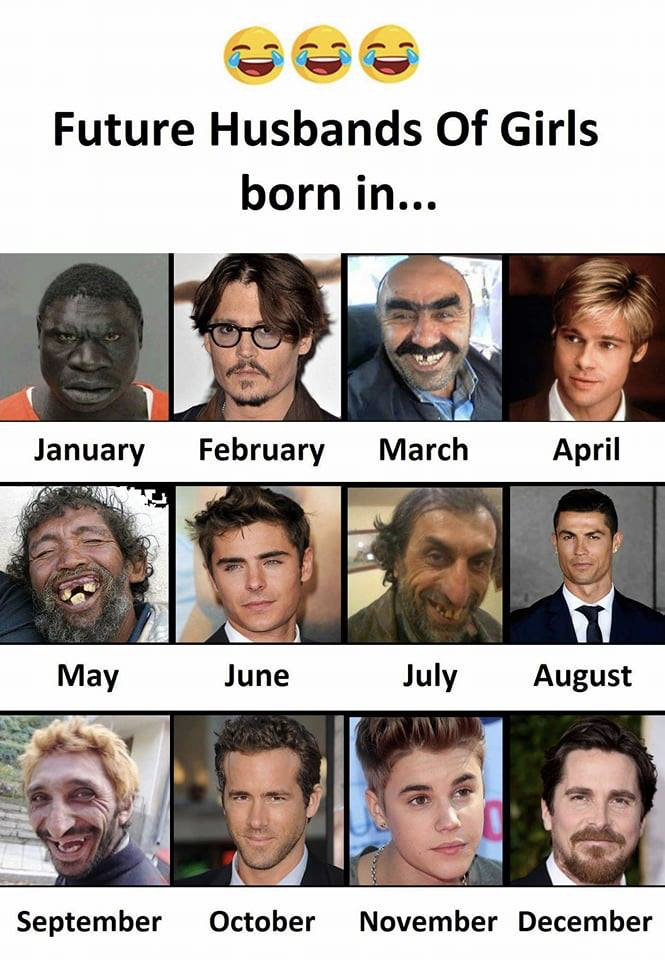 Future Husbands Of Girls
born in...
January February March April
May June July August
September October November December